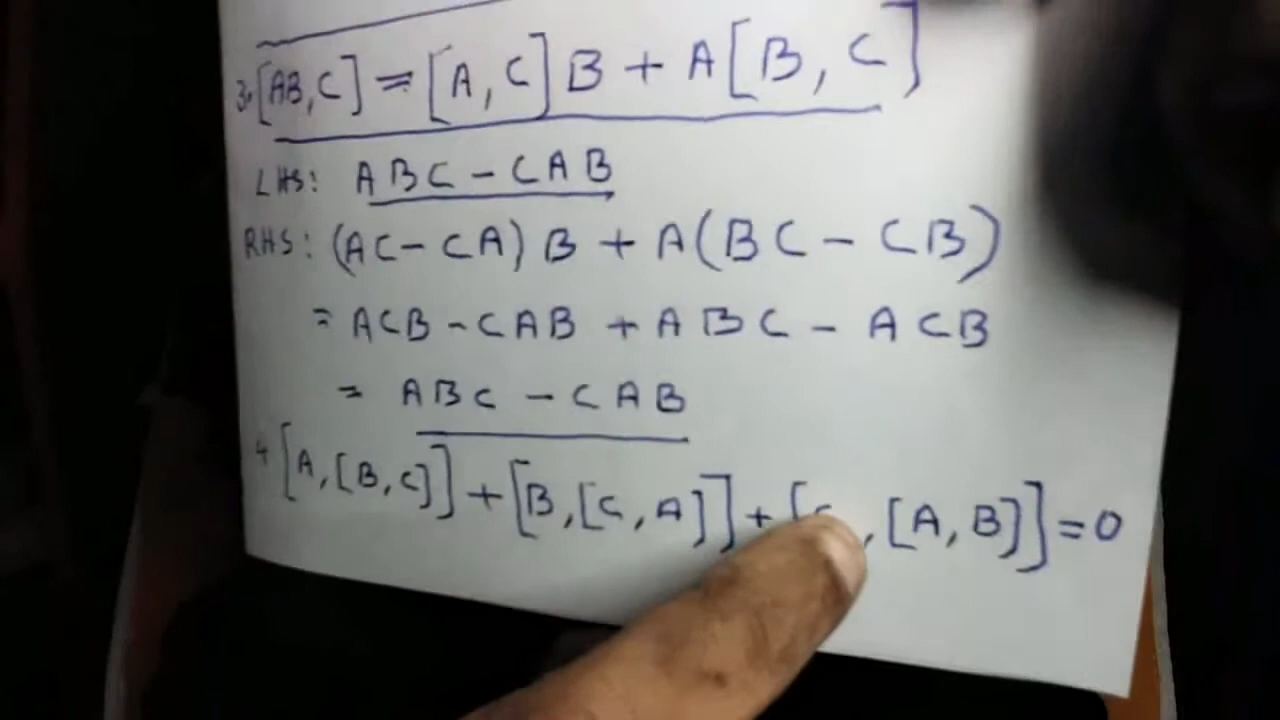 3. [AB, C] = [A, C] B + A [B, C]
LHS: ABC - CAB
RHS: (AC - CA) B + A (BC - CB)
= ACB - CAB + ABC - ACB
= ABC - CAB
4 [A, [B, C]] + [B, [C, A]] + [C, [A, B]] = 0